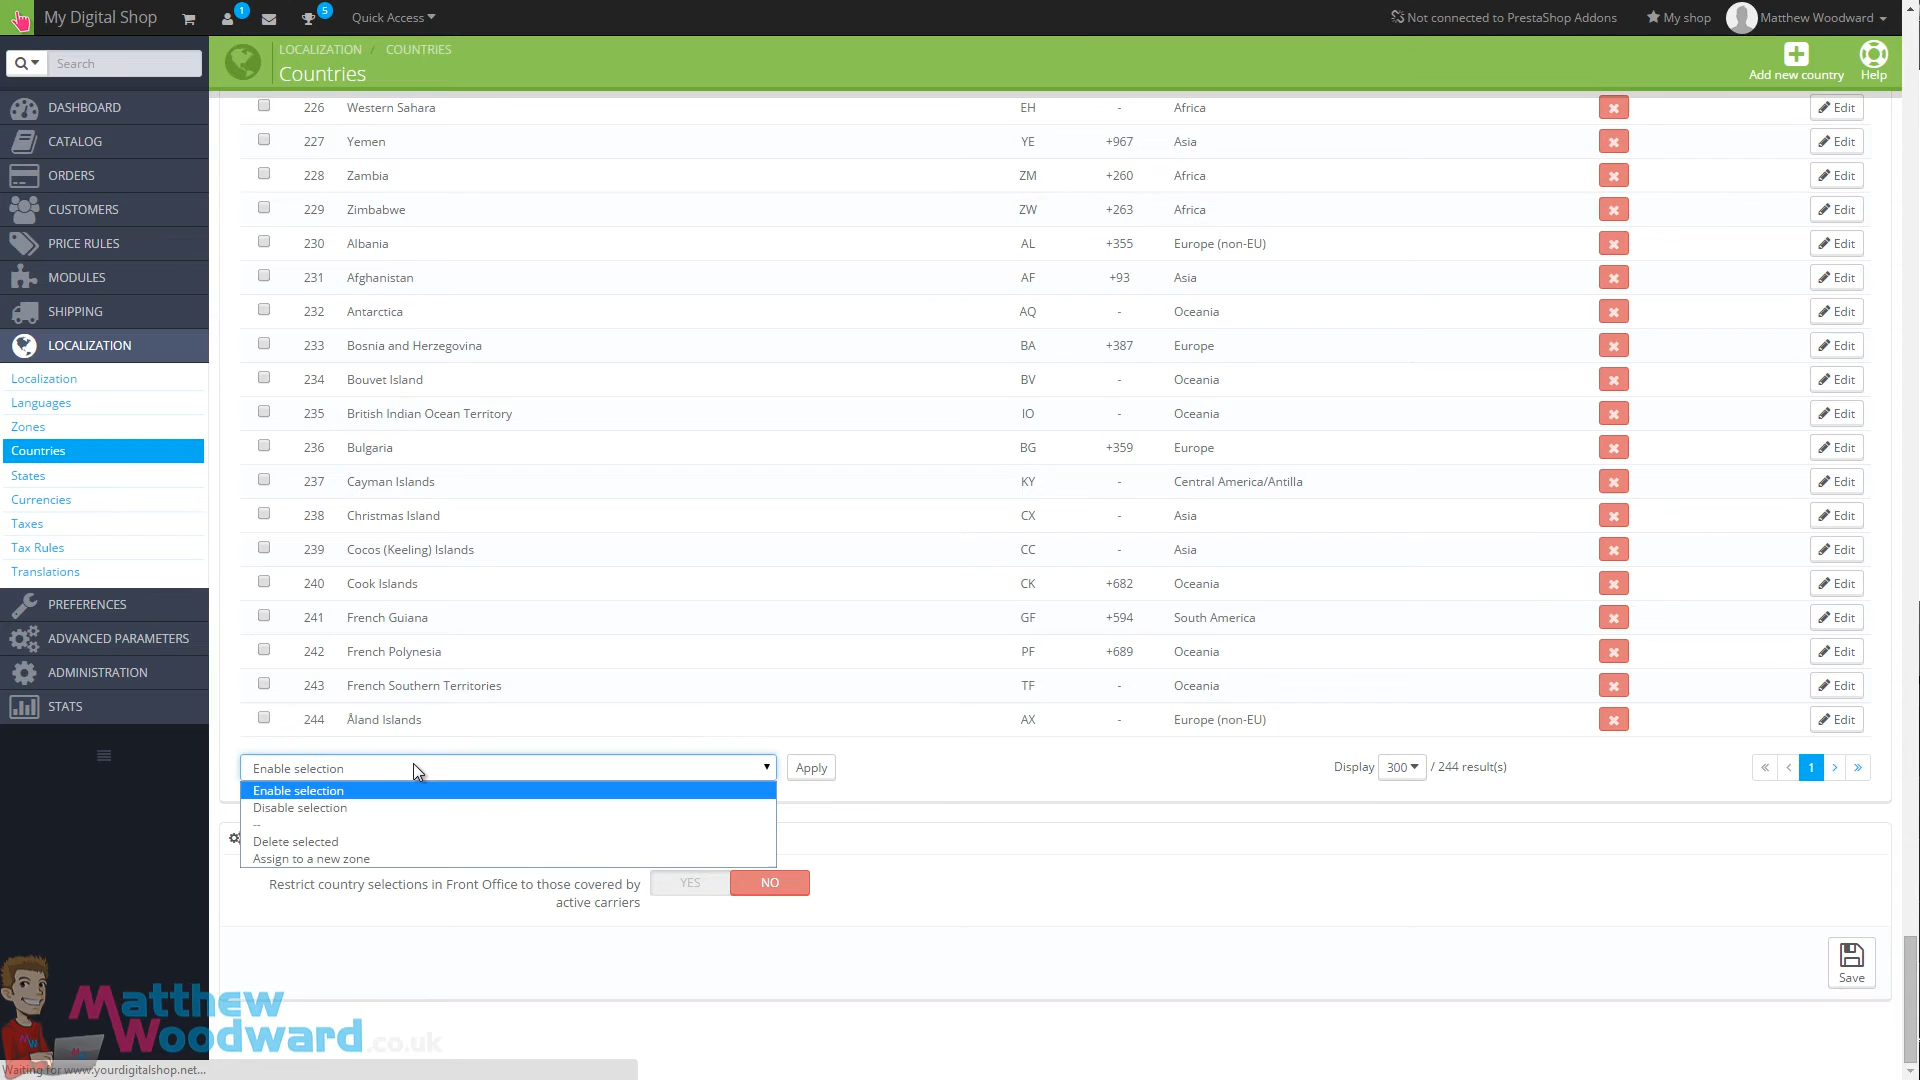 My Digital Shop 1 5 Quick Access Not connected to PrestaShop Addons My shop Matthew Woodward
Search
LOCALIZATION / COUNTRIES
Countries
Add new country Help
DASHBOARD
CATALOG
ORDERS
CUSTOMERS
PRICE RULES
MODULES
SHIPPING
LOCALIZATION
Localization
Languages
Zones
Countries
States
Currencies
Taxes
Tax Rules
Translations
PREFERENCES
ADVANCED PARAMETERS
ADMINISTRATION
STATS
226 Western Sahara EH - Africa Edit
227 Yemen YE +967 Asia Edit
228 Zambia ZM +260 Africa Edit
229 Zimbabwe ZW +263 Africa Edit
230 Albania AL +355 Europe (non-EU) Edit
231 Afghanistan AF +93 Asia Edit
232 Antarctica AQ - Oceania Edit
233 Bosnia and Herzegovina BA +387 Europe Edit
234 Bouvet Island BV - Oceania Edit
235 British Indian Ocean Territory IO - Oceania Edit
236 Bulgaria BG +359 Europe Edit
237 Cayman Islands KY - Central America/Antilla Edit
238 Christmas Island CX - Asia Edit
239 Cocos (Keeling) Islands CC - Asia Edit
240 Cook Islands CK +682 Oceania Edit
241 French Guiana GF +594 South America Edit
242 French Polynesia PF +689 Oceania Edit
243 French Southern Territories TF - Oceania Edit
244 Åland Islands AX - Europe (non-EU) Edit
Enable selection Apply Display 300 / 244 result(s) « ‹ 1 › »
Enable selection
Disable selection
--
Delete selected
Assign to a new zone
Restrict country selections in Front Office to those covered by YES NO
active carriers
Save
Matthew
Woodward.co.uk
Waiting for www.yourdigitalshop.net...